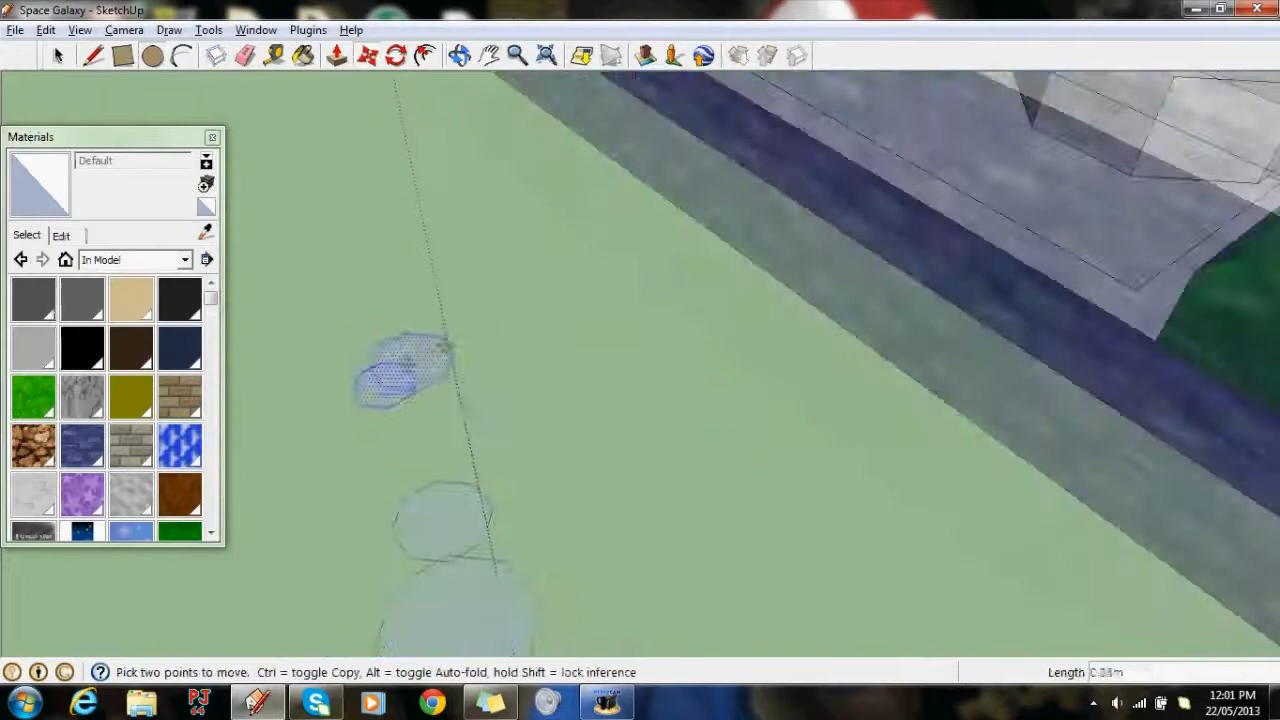 Space Galaxy - SketchUp
File Edit View Camera Draw Tools Window Plugins Help
Materials
Default
Select Edit
In Model
Pick two points to move. Ctrl = toggle Copy, Alt = toggle Auto-fold, hold Shift = lock inference
Length
PJ
64
12:01 PM
22/05/2013